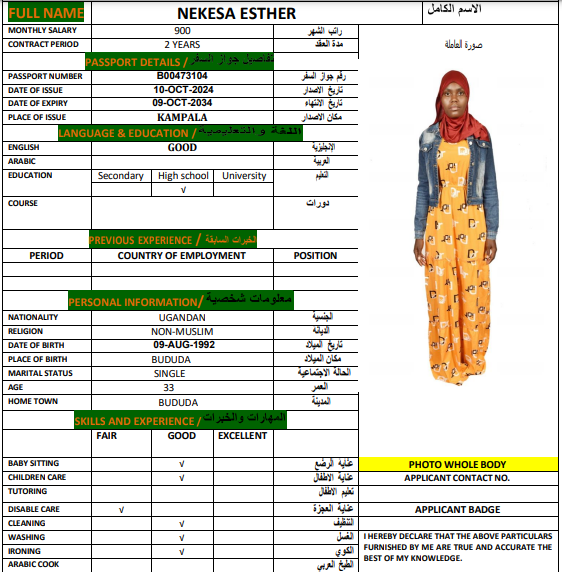 FULL NAME NEKESA ESTHER الاسم الكامل
MONTHLY SALARY 900 راتب الشهر
CONTRACT PERIOD 2 YEARS مدة العقد
صورة العاملة
PASSPORT DETAILS / تفاصيل جواز السفر
PASSPORT NUMBER B00473104 رقم جواز السفر
DATE OF ISSUE 10-OCT-2024 تاريخ الاصدار
DATE OF EXPIRY 09-OCT-2034 تاريخ الانتهاء
PLACE OF ISSUE KAMPALA مكان الاصدار
LANGUAGE & EDUCATION / اللغة و التعليمية
ENGLISH GOOD الإنجليزية
ARABIC العربية
EDUCATION Secondary High school University التعليم
√
COURSE دورات
PREVIOUS EXPERIENCE / الخبرات السابقة
PERIOD COUNTRY OF EMPLOYMENT POSITION
PERSONAL INFORMATION/ معلومات شخصية
NATIONALITY UGANDAN الجنسية
RELIGION NON-MUSLIM الديانه
DATE OF BIRTH 09-AUG-1992 تاريخ الميلاد
PLACE OF BIRTH BUDUDA مكان الميلاد
MARITAL STATUS SINGLE الحالة الاجتماعية
AGE 33 العمر
HOME TOWN BUDUDA المدينة
SKILLS AND EXPERIENCE / المهارات والخبرات
FAIR GOOD EXCELLENT
BABY SITTING √ عناية الرضع
CHILDREN CARE √ عناية الاطفال
TUTORING تعليم الاطفال
DISABLE CARE √ عناية العجزة
CLEANING √ التنظيف
WASHING √ الغسل
IRONING √ الكوي
ARABIC COOK الطبخ العربي
PHOTO WHOLE BODY
APPLICANT CONTACT NO.
APPLICANT BADGE
I HEREBY DECLARE THAT THE ABOVE PARTICULARS
FURNISHED BY ME ARE TRUE AND ACCURATE THE
BEST OF MY KNOWLEDGE.